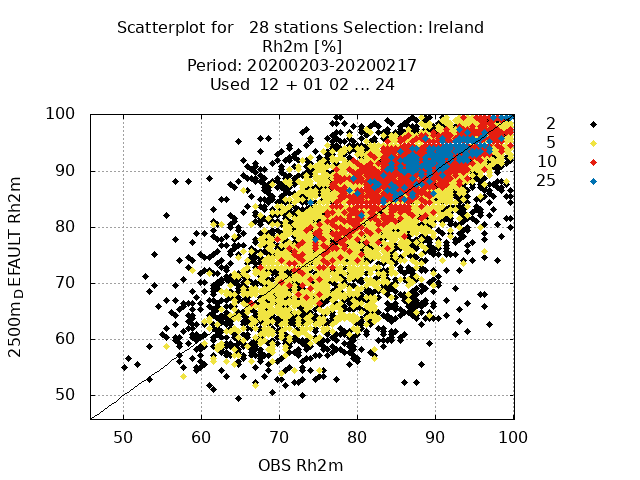 Scatterplot for 28 stations Selection: Ireland
Rh2m [%]
Period: 20200203-20200217
Used 12 + 01 02 ... 24
2
5
10
25
100
90
80
70
60
50
2500m_DEFAULT Rh2m
50 60 70 80 90 100
OBS Rh2m